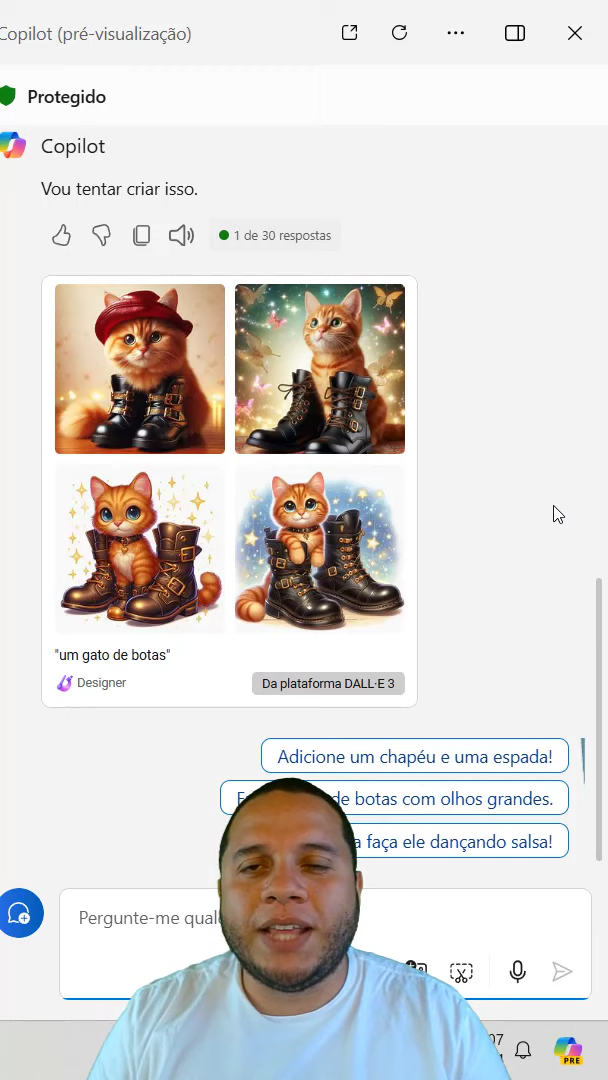 Copilot (pré-visualização)
Protegido
Copilot
Vou tentar criar isso.
1 de 30 respostas
"um gato de botas"
Designer
Da plataforma DALL·E 3
Adicione um chapéu e uma espada!
de botas com olhos grandes.
faça ele dançando salsa!
Pergunte-me
07
PRE